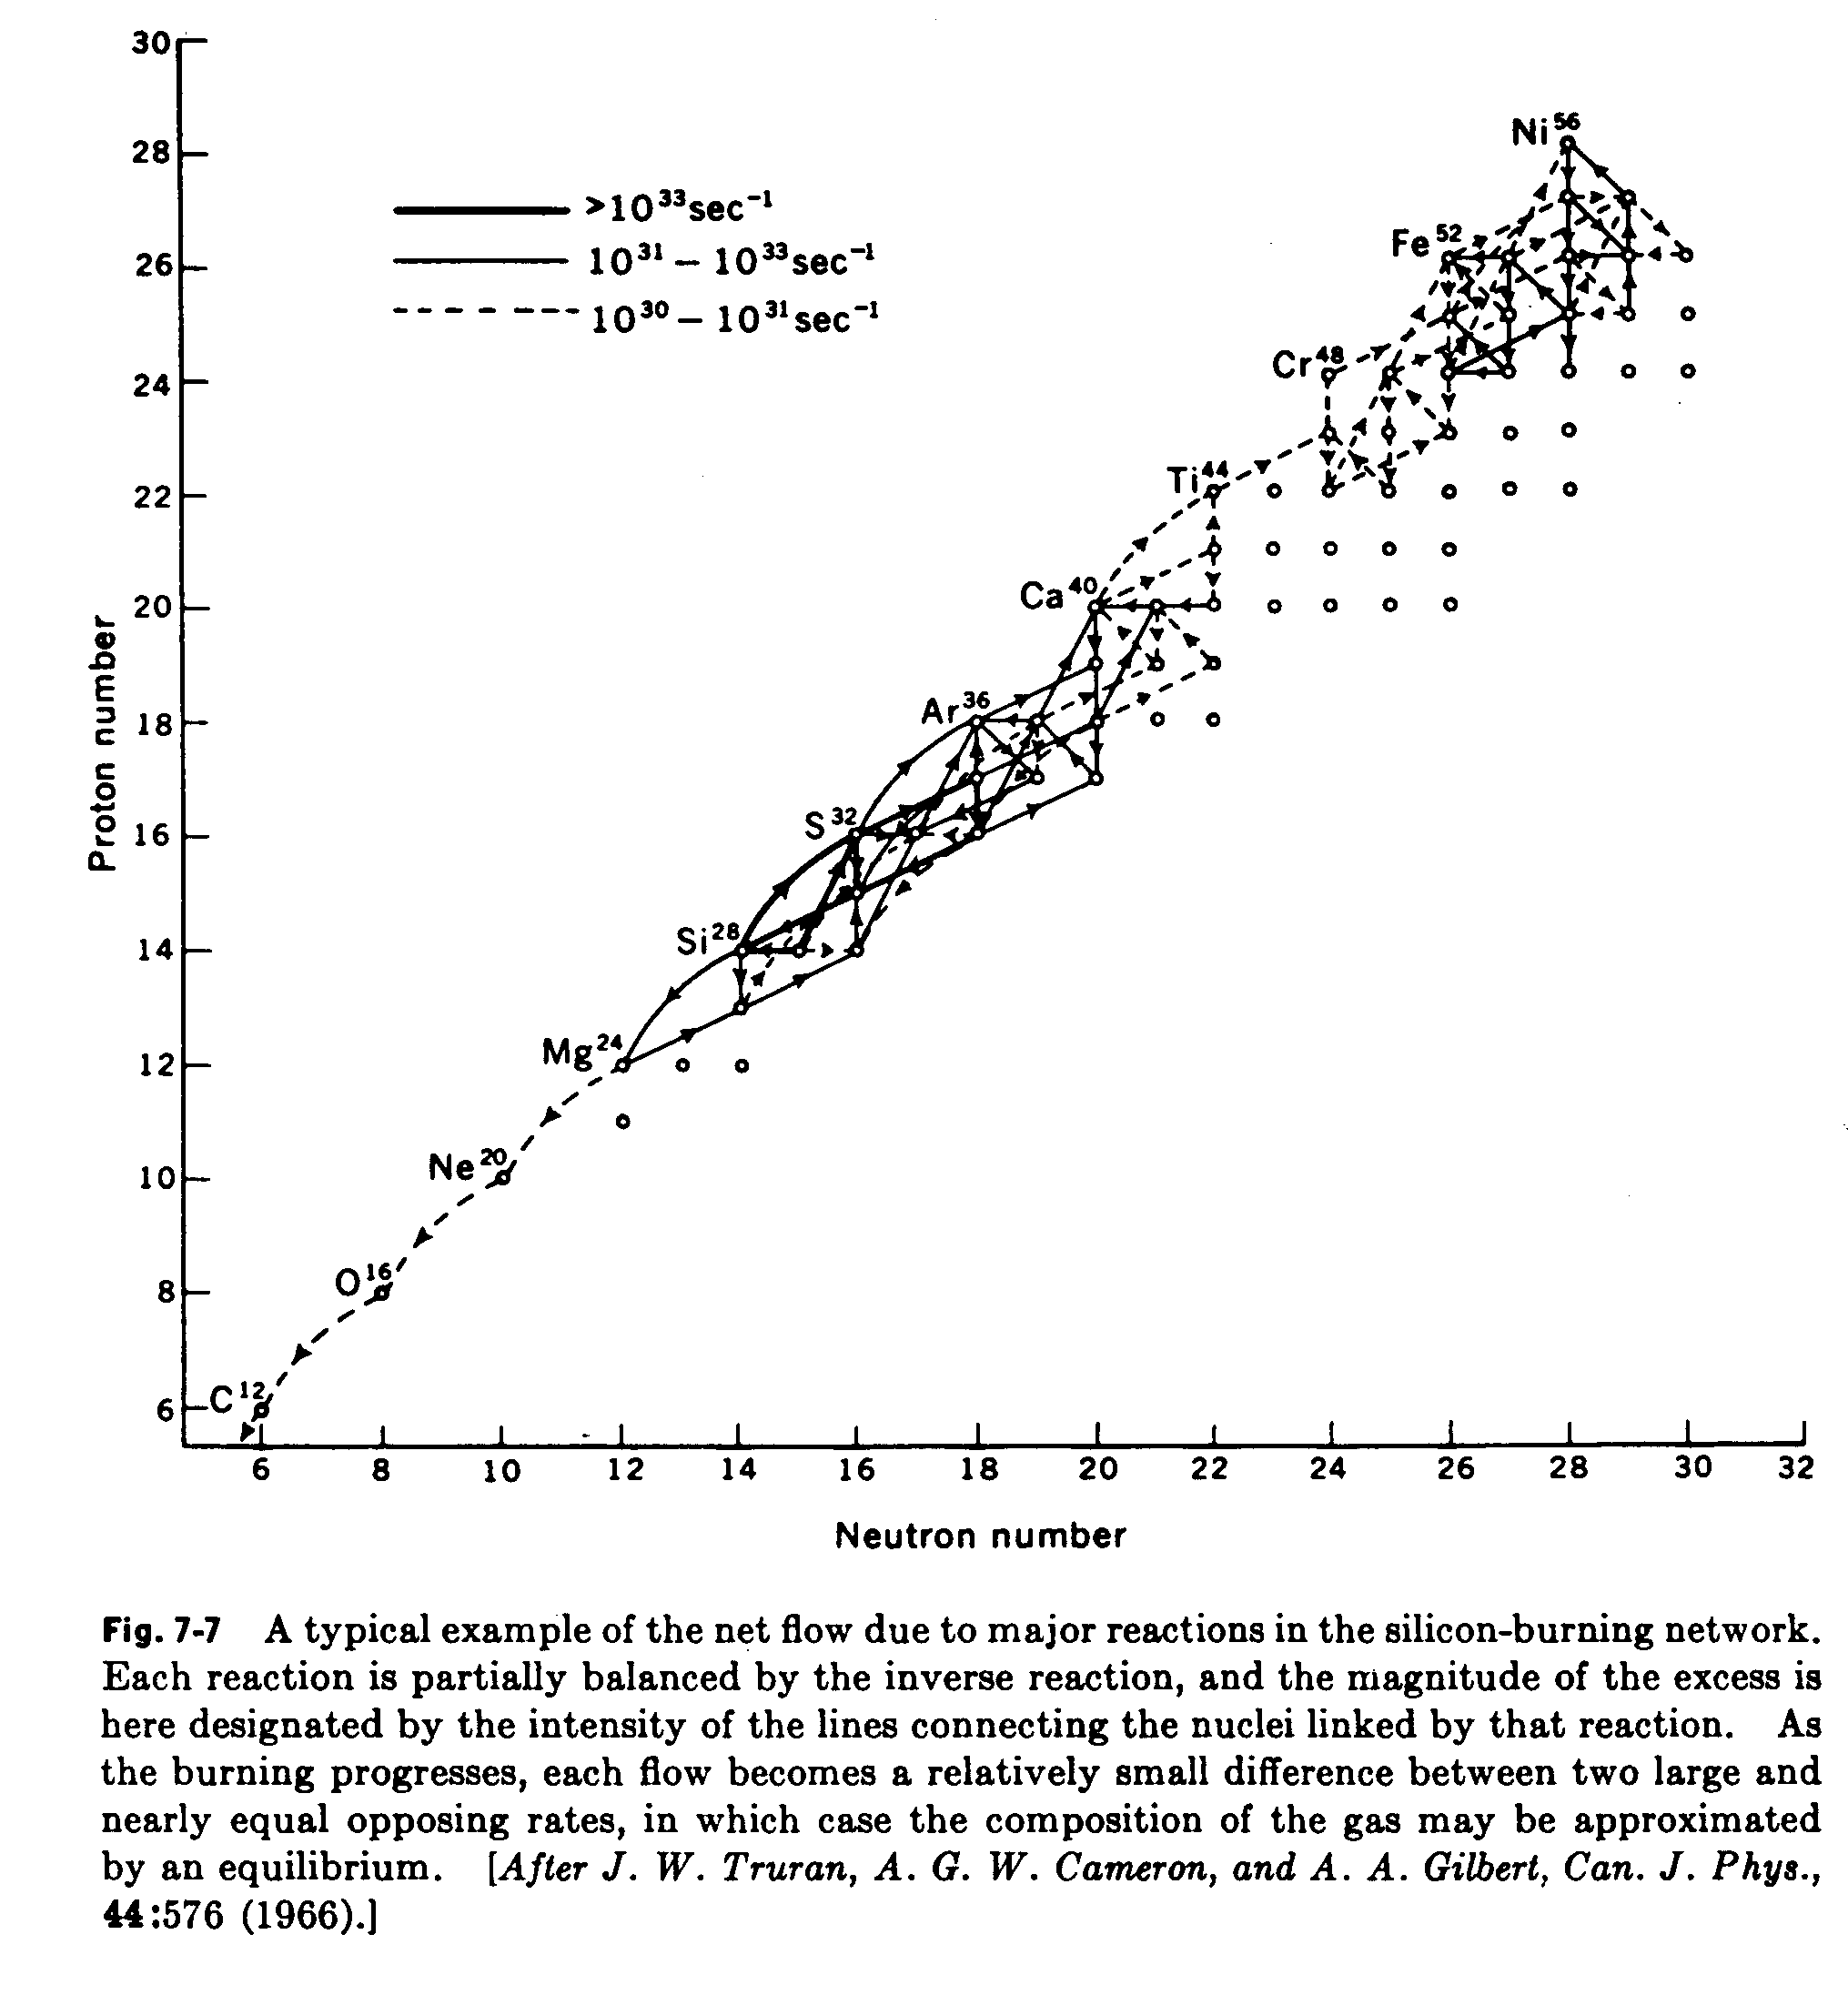 30
Ni⁵⁶
28
>10³³sec⁻¹
Fe⁵²
26
10³¹ – 10³³sec⁻¹
10³⁰ – 10³¹sec⁻¹
Cr⁴⁸
24
Ti⁴⁴
22
Ca⁴⁰
20
Ar³⁶
18
S³²
16
Si²⁸
14
Mg²⁴
12
Ne²⁰
10
O¹⁶
8
C¹²
6
Proton number
6 8 10 12 14 16 18 20 22 24 26 28 30 32
Neutron number
Fig. 7-7 A typical example of the net flow due to major reactions in the silicon-burning network.
Each reaction is partially balanced by the inverse reaction, and the magnitude of the excess is
here designated by the intensity of the lines connecting the nuclei linked by that reaction. As
the burning progresses, each flow becomes a relatively small difference between two large and
nearly equal opposing rates, in which case the composition of the gas may be approximated
by an equilibrium. [After J. W. Truran, A. G. W. Cameron, and A. A. Gilbert, Can. J. Phys.,
44:576 (1966).]